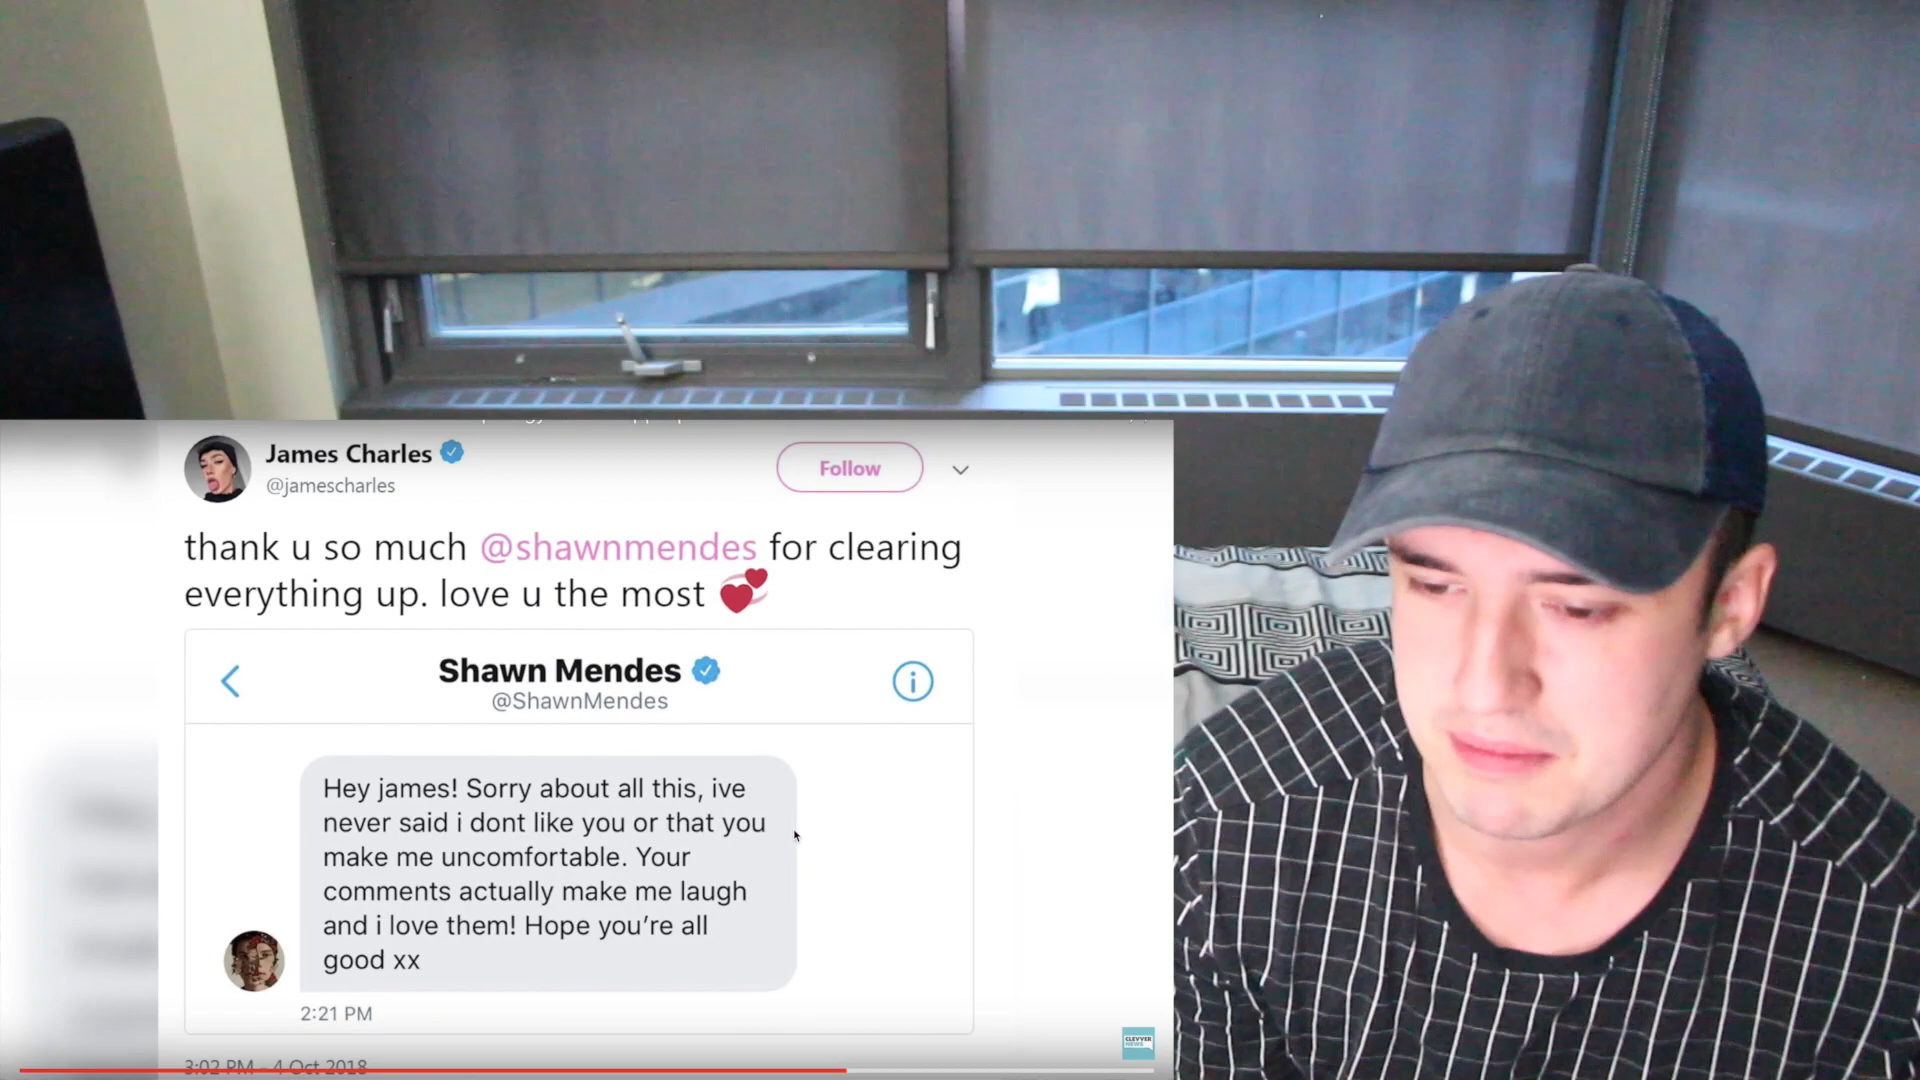 James Charles
@jamescharles
Follow
thank u so much @shawnmendes for clearing
everything up. love u the most
Shawn Mendes
@ShawnMendes
Hey james! Sorry about all this, ive
never said i dont like you or that you
make me uncomfortable. Your
comments actually make me laugh
and i love them! Hope you’re all
good xx
2:21 PM
CLEVVER
NEWS
3:02 PM - 4 Oct 2018